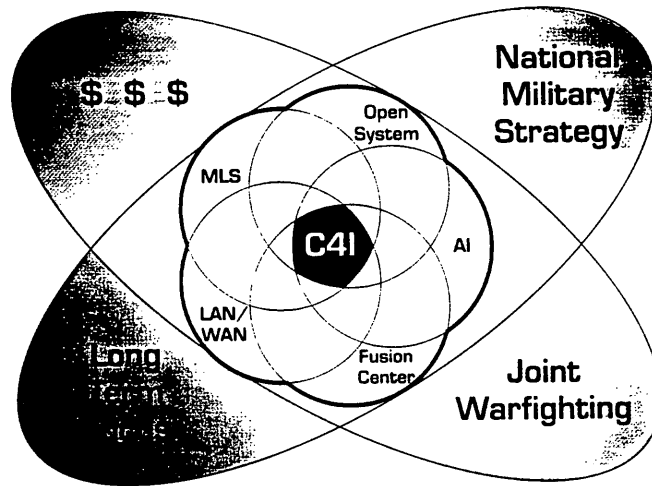 $ $ $
National
Military
Strategy
Open
System
MLS
C4I
AI
LAN/
WAN
Fusion
Center
Long
Joint
Warfighting